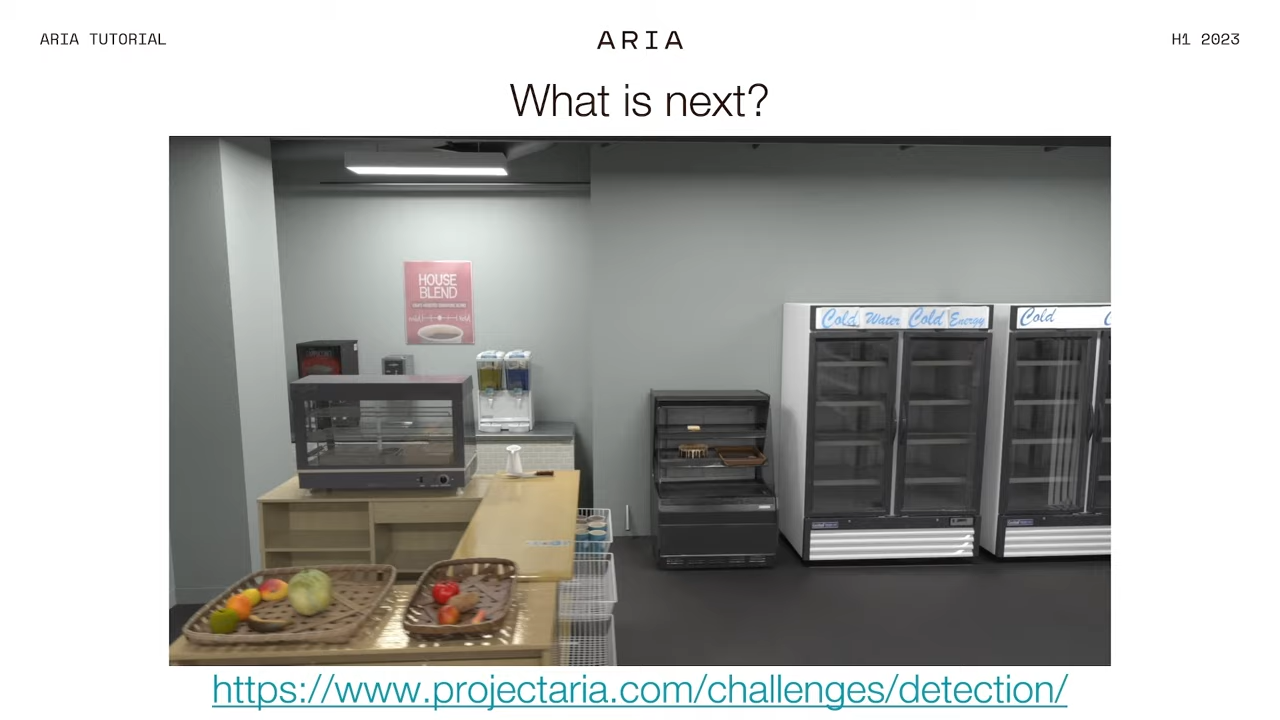 ARIA TUTORIAL
ARIA
H1 2023
What is next?
HOUSE
BLEND
Cold Water Cold Energy
Cold
https://www.projectaria.com/challenges/detection/